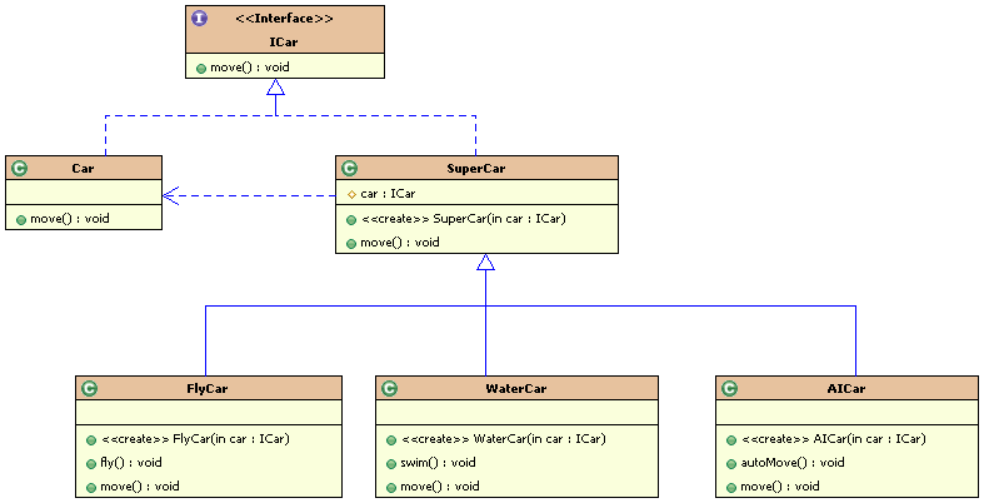 I <<Interface>>
ICar
move() : void
C Car
move() : void
C SuperCar
car : ICar
<<create>> SuperCar(in car : ICar)
move() : void
C FlyCar
<<create>> FlyCar(in car : ICar)
fly() : void
move() : void
C WaterCar
<<create>> WaterCar(in car : ICar)
swim() : void
move() : void
C AICar
<<create>> AICar(in car : ICar)
autoMove() : void
move() : void